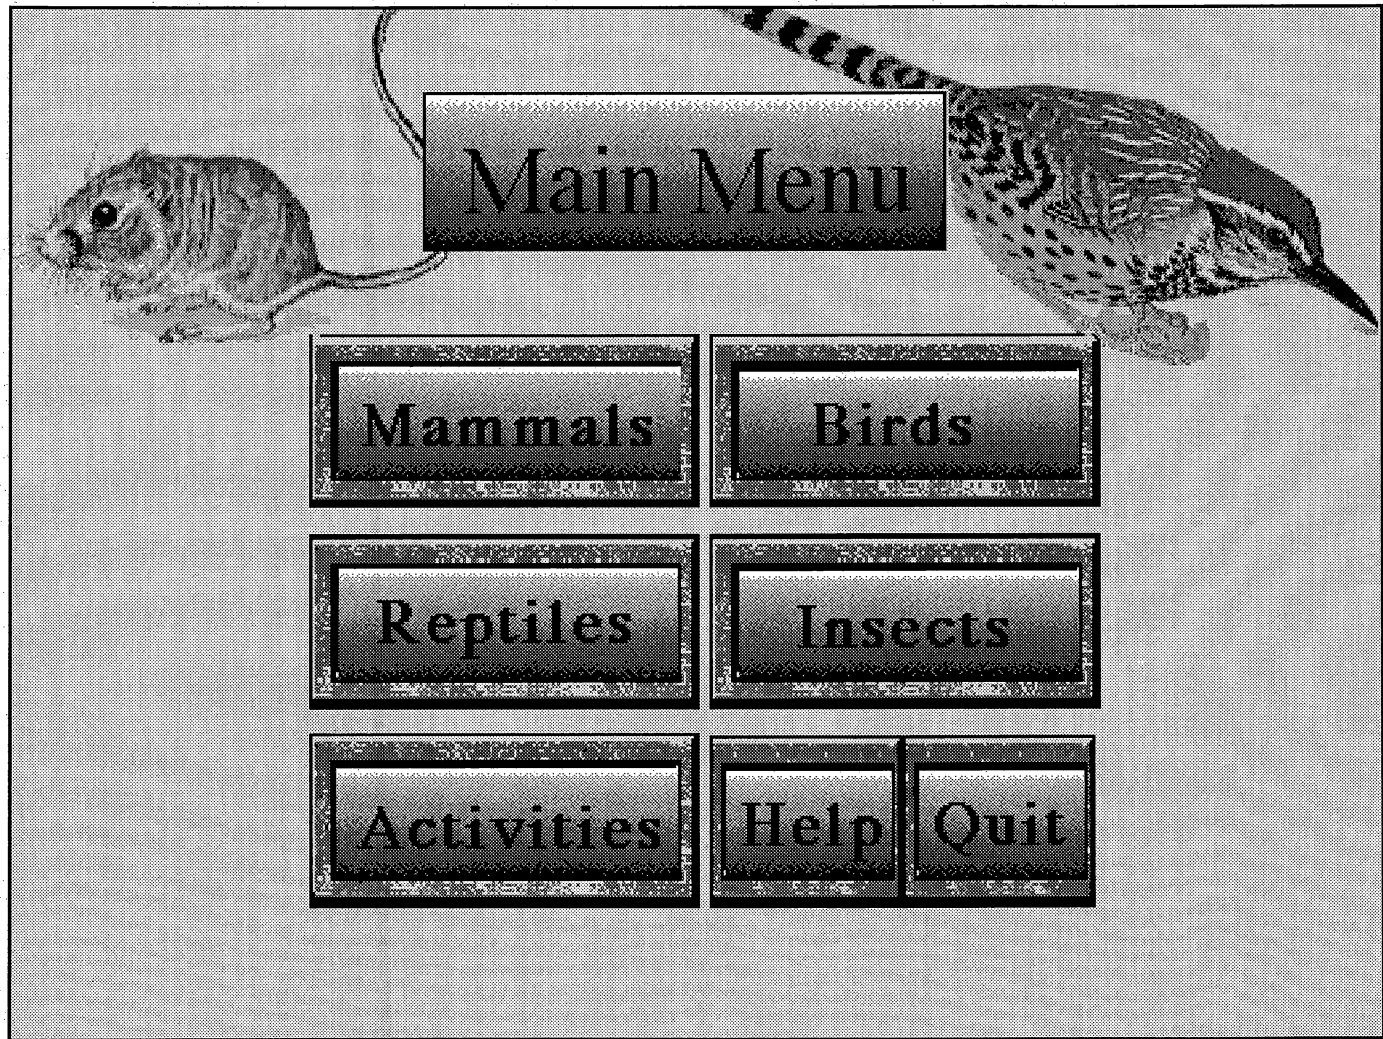 Main Menu
Mammals
Birds
Reptiles
Insects
Activities
Help
Quit